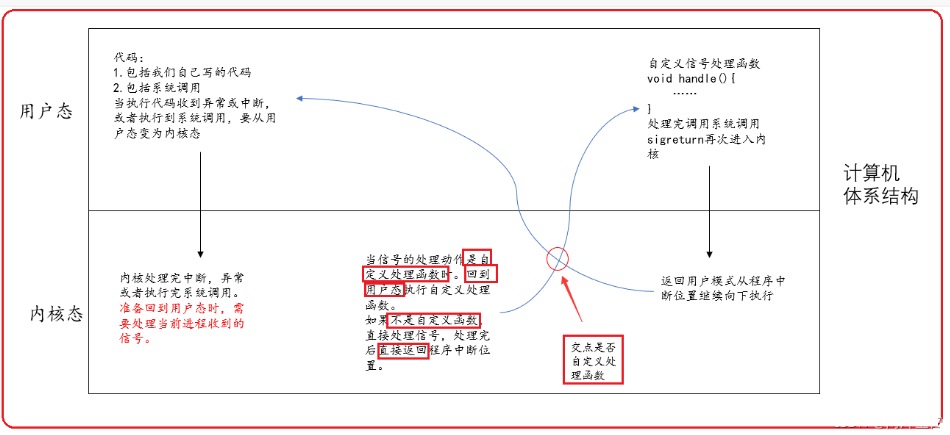 代码:
1.包括我们自己写的代码
2.包括系统调用
当执行代码收到异常或中断,
或者执行到系统调用,要从用
户态变为内核态
自定义信号处理函数
void handle(){
……
}
处理完调用系统调用
sigreturn再次进入内
核
用户态
计算机
体系结构
内核处理完中断,异常
或者执行完系统调用。
准备回到用户态时,需
要处理当前进程收到的
信号。
当信号的处理动作是自
定义处理函数时。回到
用户态执行自定义处理
函数。
如果不是自定义函数,
直接处理信号,处理完
后直接返回程序中断位
置。
返回用户模式从程序中
断位置继续向下执行
内核态
交点是否
自定义处
理函数